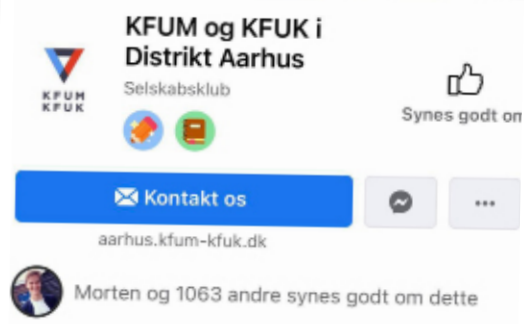 KFUM og KFUK i
Distrikt Aarhus
KFUM
KFUK
Selskabsklub
Synes godt om
Kontakt os
aarhus.kfum-kfuk.dk
Morten og 1063 andre synes godt om dette